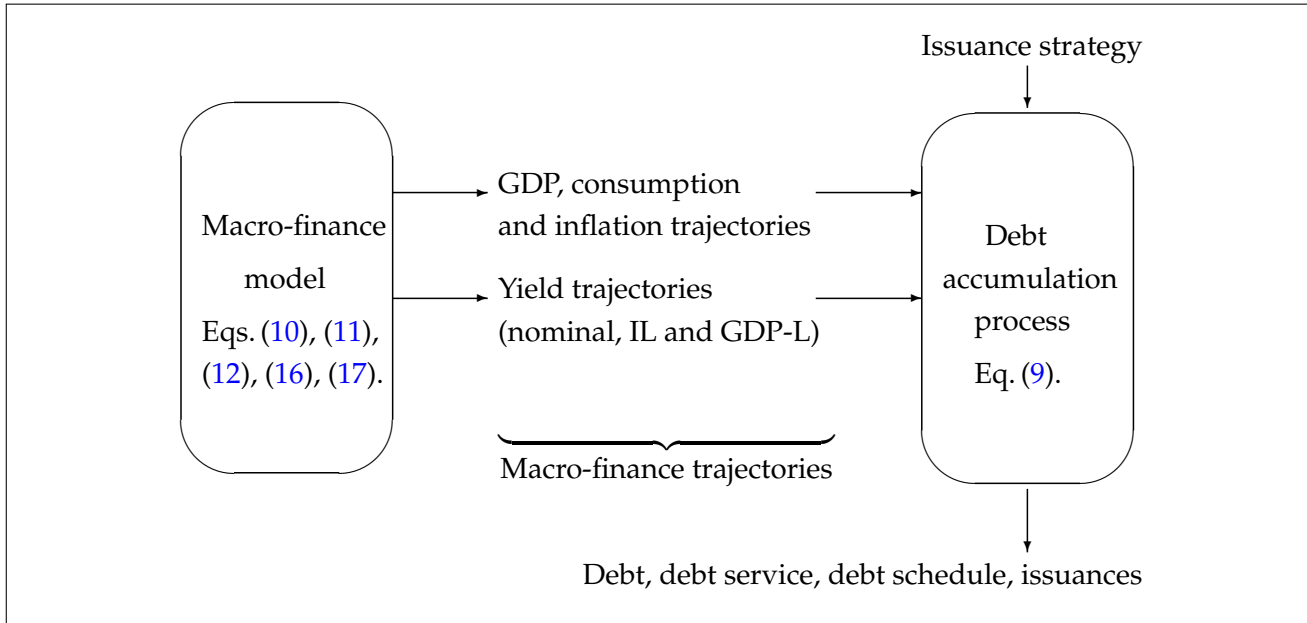 Issuance strategy
Macro-finance
model
Eqs. (10), (11),
(12), (16), (17).
GDP, consumption
and inflation trajectories
Yield trajectories
(nominal, IL and GDP-L)
Macro-finance trajectories
Debt
accumulation
process
Eq. (9).
Debt, debt service, debt schedule, issuances